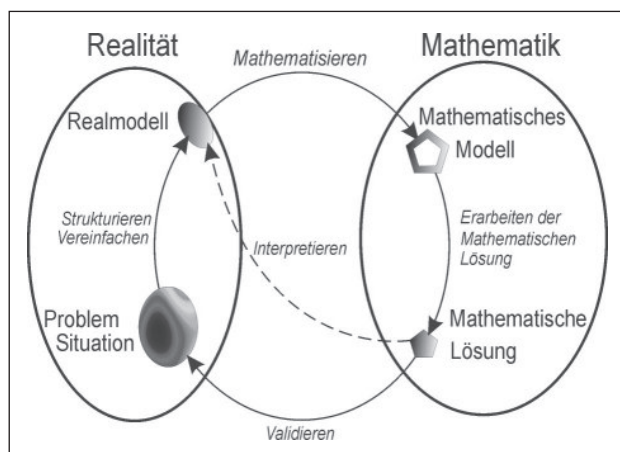 Realität
Mathematik
Mathematisieren
Realmodell
Mathematisches
Modell
Strukturieren
Vereinfachen
Interpretieren
Erarbeiten der
Mathematischen
Lösung
Problem
Situation
Mathematische
Lösung
Validieren